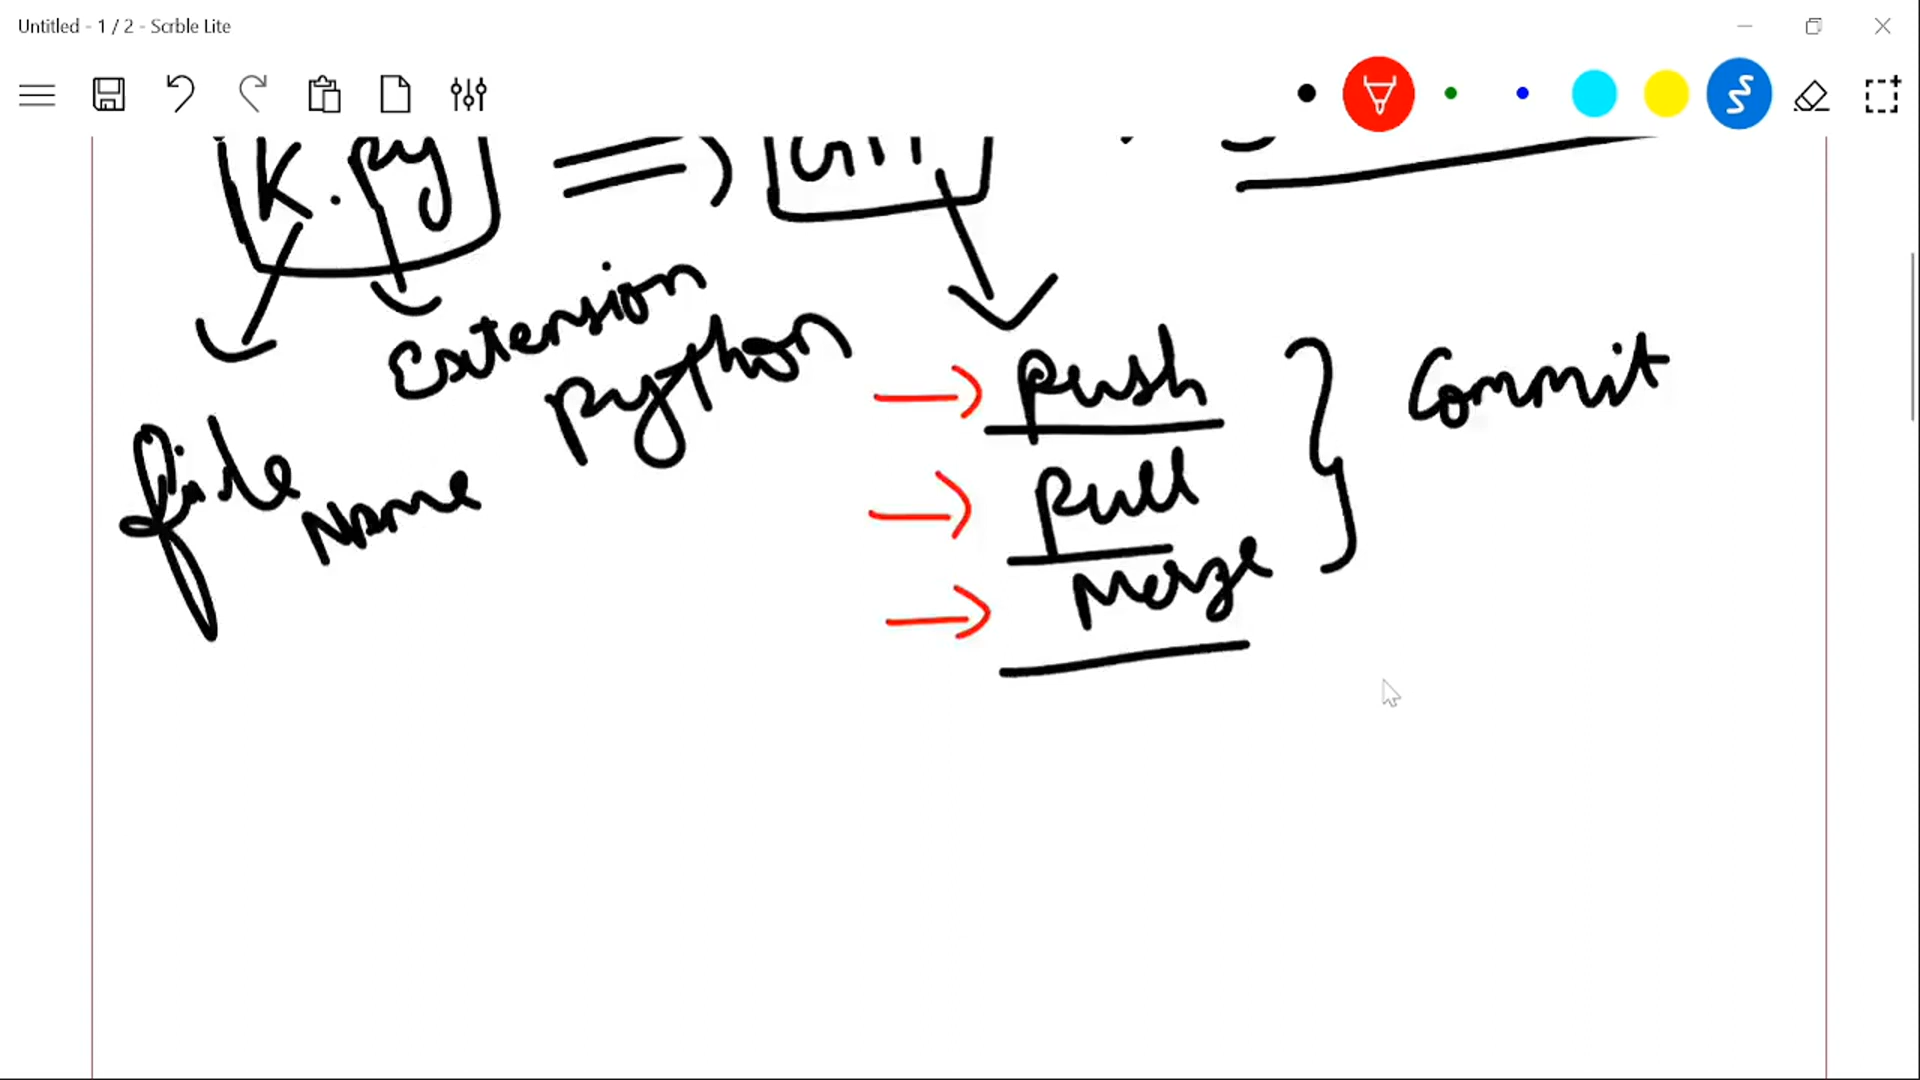 Untitled - 1 / 2 - Scrble Lite
K.py
Extension
python
file
Name
push
pull
Merge
Commit